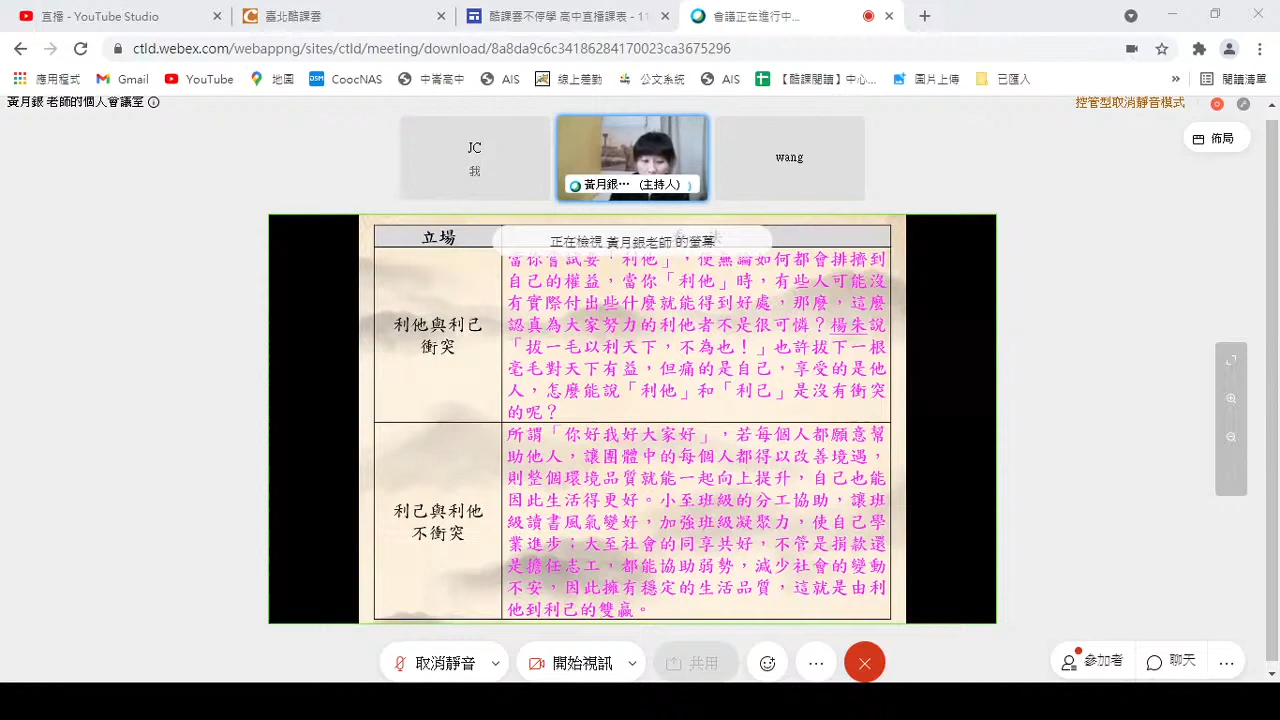 直播 - YouTube Studio
臺北酷課雲
酷課雲不停學 高中直播課表 - 11
會議正在進行中...
ctld.webex.com/webappng/sites/ctld/meeting/download/8a8da9c6c34186284170023ca3675296
應用程式
Gmail
YouTube
地圖
CoocNAS
中崙高中
AIS
線上差勤
公文系統
AIS
【酷課閱讀】中心...
圖片上傳
已匯入
»
閱讀清單
黃月銀 老師的個人會議室
控管型取消靜音模式
佈局
JC
我
黃月銀⋯ (主持人)
wang
正在檢視 黃月銀老師 的螢幕
立場
利他與利己
衝突
當你嘗試要「利他」，便無論如何都會排擠到
自己的權益，當你「利他」時，有些人可能沒
有實際付出些什麼就能得到好處，那麼，這麼
認真為大家努力的利他者不是很可憐？楊朱說
「拔一毛以利天下，不為也！」也許拔下一根
毫毛對天下有益，但痛的是自己，享受的是他
人，怎麼能說「利他」和「利己」是沒有衝突
的呢？
利己與利他
不衝突
所謂「你好我好大家好」，若每個人都願意幫
助他人，讓團體中的每個人都得以改善境遇，
則整個環境品質就能一起向上提升，自己也能
因此生活得更好。小至班級的分工協助，讓班
級讀書風氣變好，加強班級凝聚力，使自己學
業進步；大至社會的同享共好，不管是捐款還
是擔任志工，都能協助弱勢，減少社會的變動
不安，因此擁有穩定的生活品質，這就是由利
他到利己的雙贏。
取消靜音
開始視訊
共用
參加者
聊天